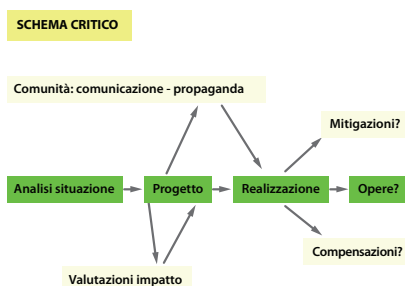 SCHEMA CRITICO
Comunità: comunicazione - propaganda
Mitigazioni?
Analisi situazione
Progetto
Realizzazione
Opere?
Compensazioni?
Valutazioni impatto